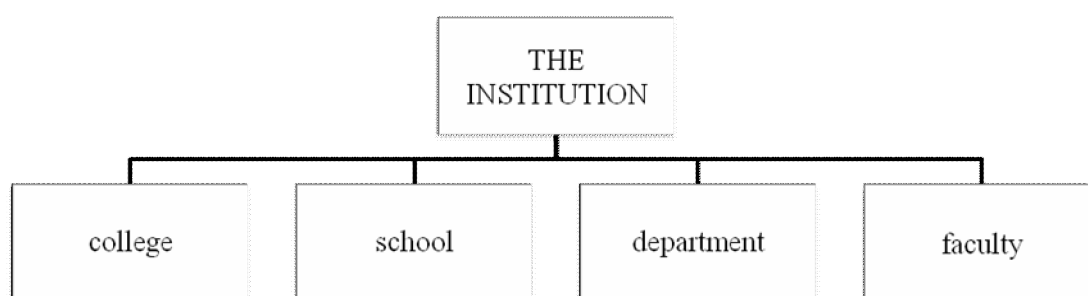 THE
INSTITUTION
college
school
department
faculty